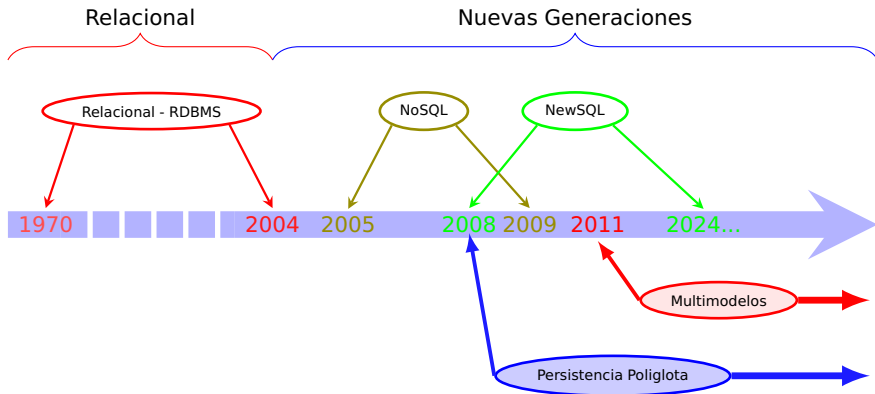 Relacional
Nuevas Generaciones
Relacional - RDBMS
NoSQL
NewSQL
1970
2004
2005
2008
2009
2011
2024...
Multimodelos
Persistencia Poliglota